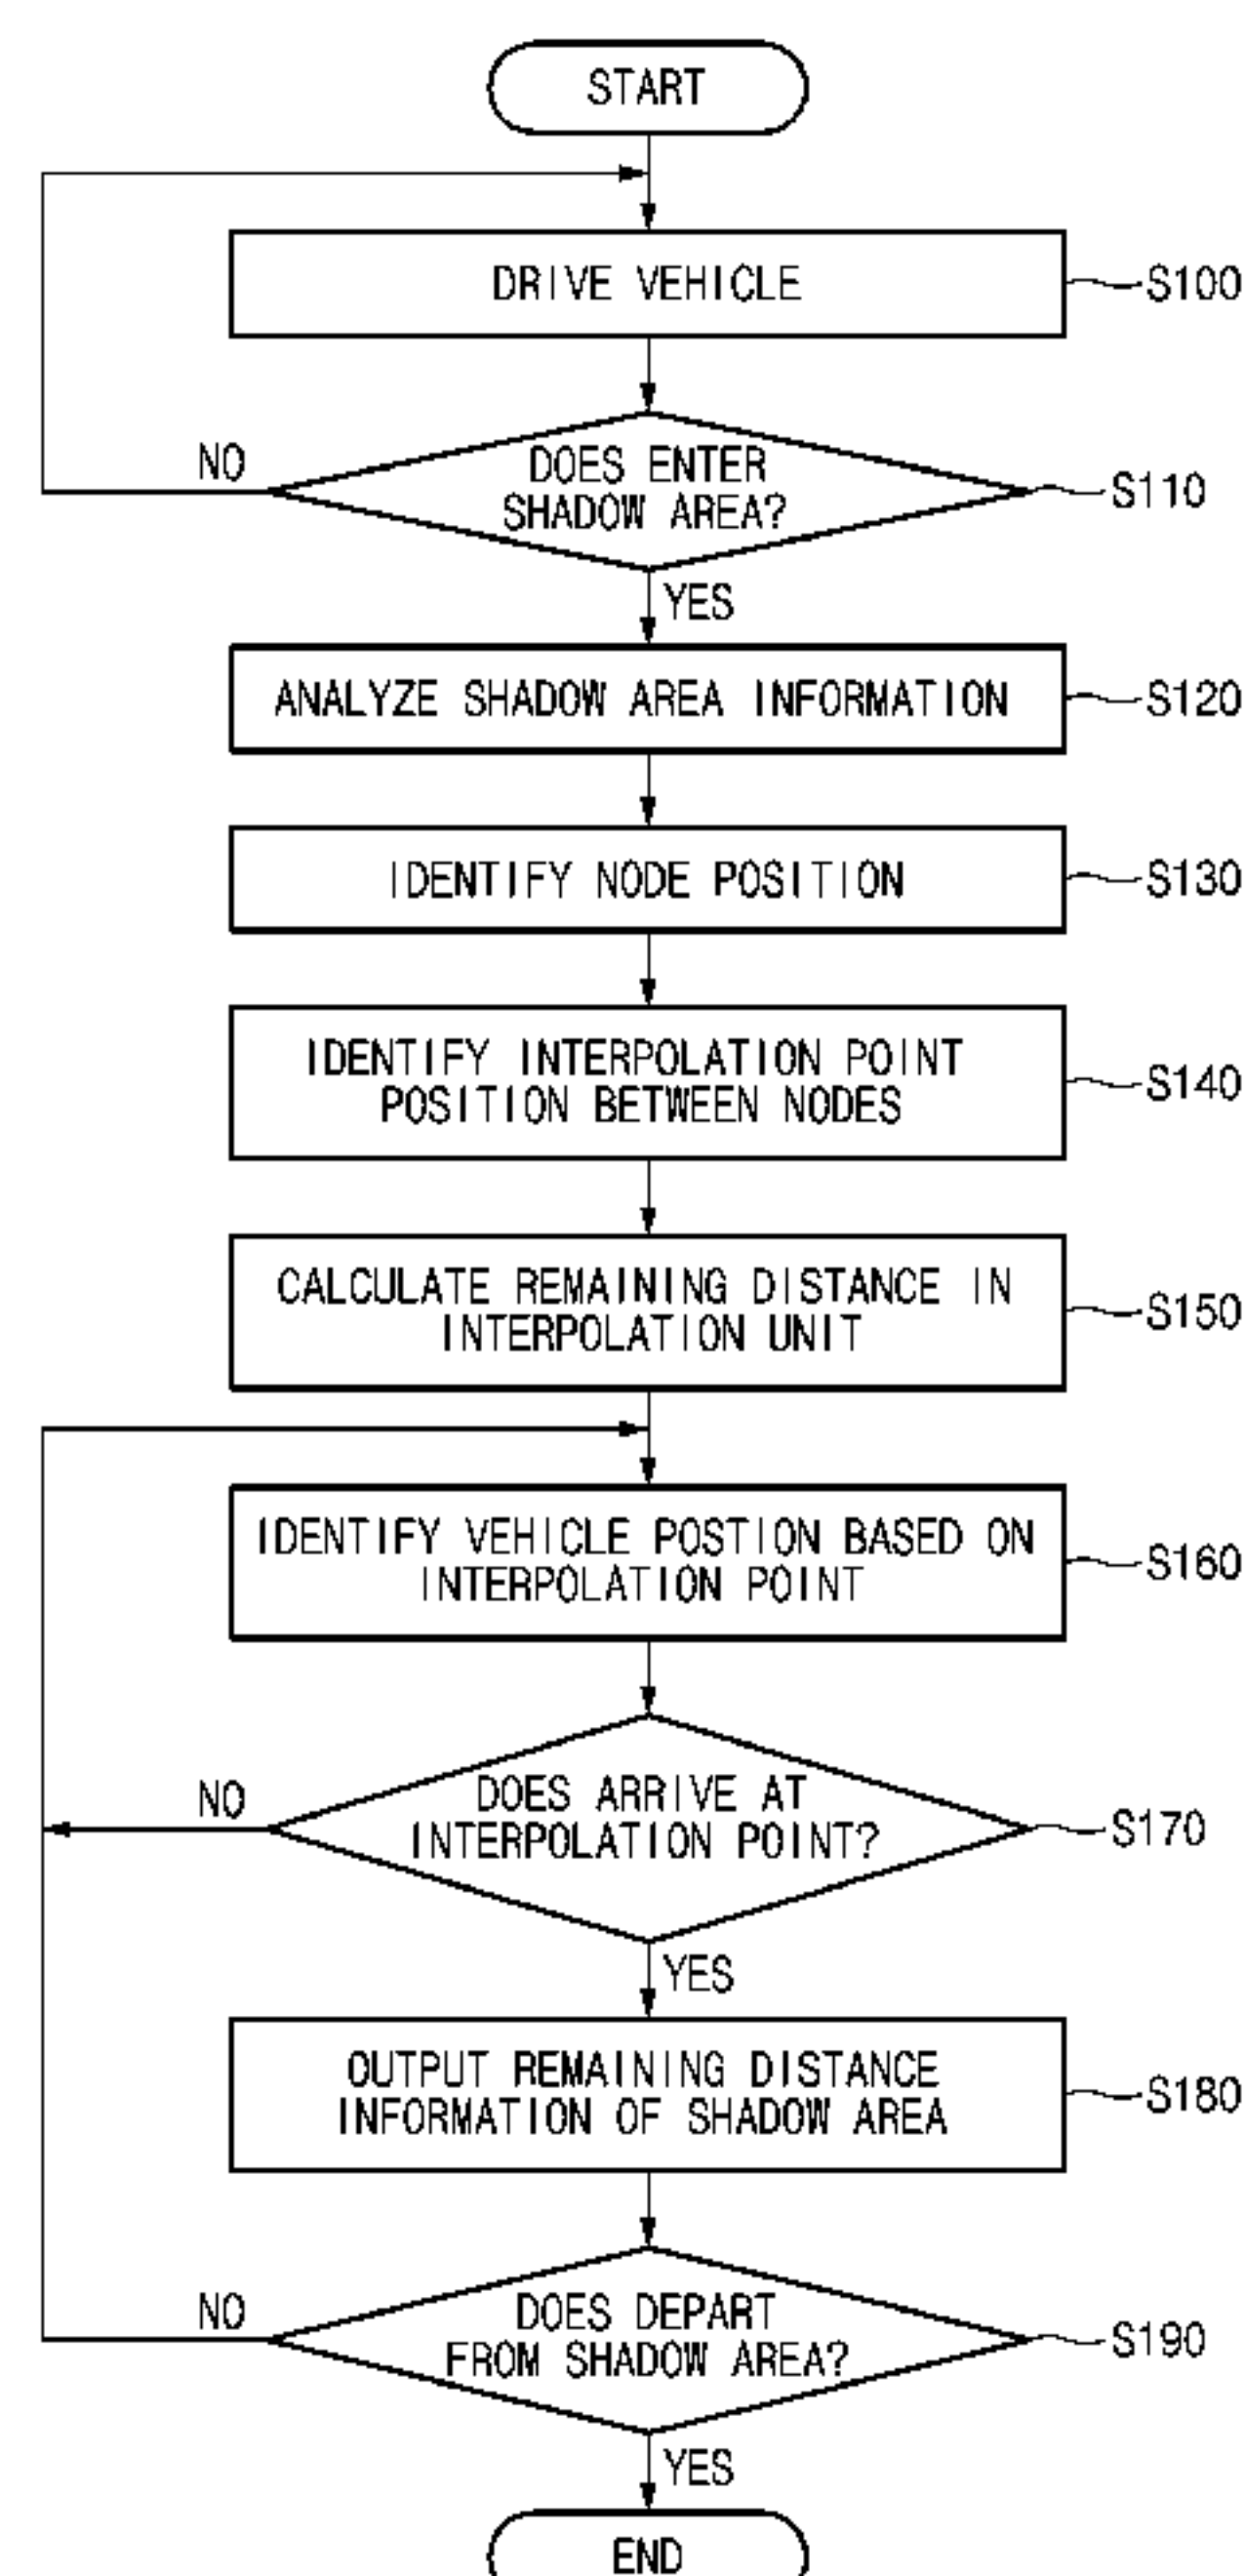 START
DRIVE VEHICLE
S100
NO
DOES ENTER
SHADOW AREA?
S110
YES
ANALYZE SHADOW AREA INFORMATION
S120
IDENTIFY NODE POSITION
S130
IDENTIFY INTERPOLATION POINT
POSITION BETWEEN NODES
S140
CALCULATE REMAINING DISTANCE IN
INTERPOLATION UNIT
S150
IDENTIFY VEHICLE POSTION BASED ON
INTERPOLATION POINT
S160
NO
DOES ARRIVE AT
INTERPOLATION POINT?
S170
YES
OUTPUT REMAINING DISTANCE
INFORMATION OF SHADOW AREA
S180
NO
DOES DEPART
FROM SHADOW AREA?
S190
YES
END